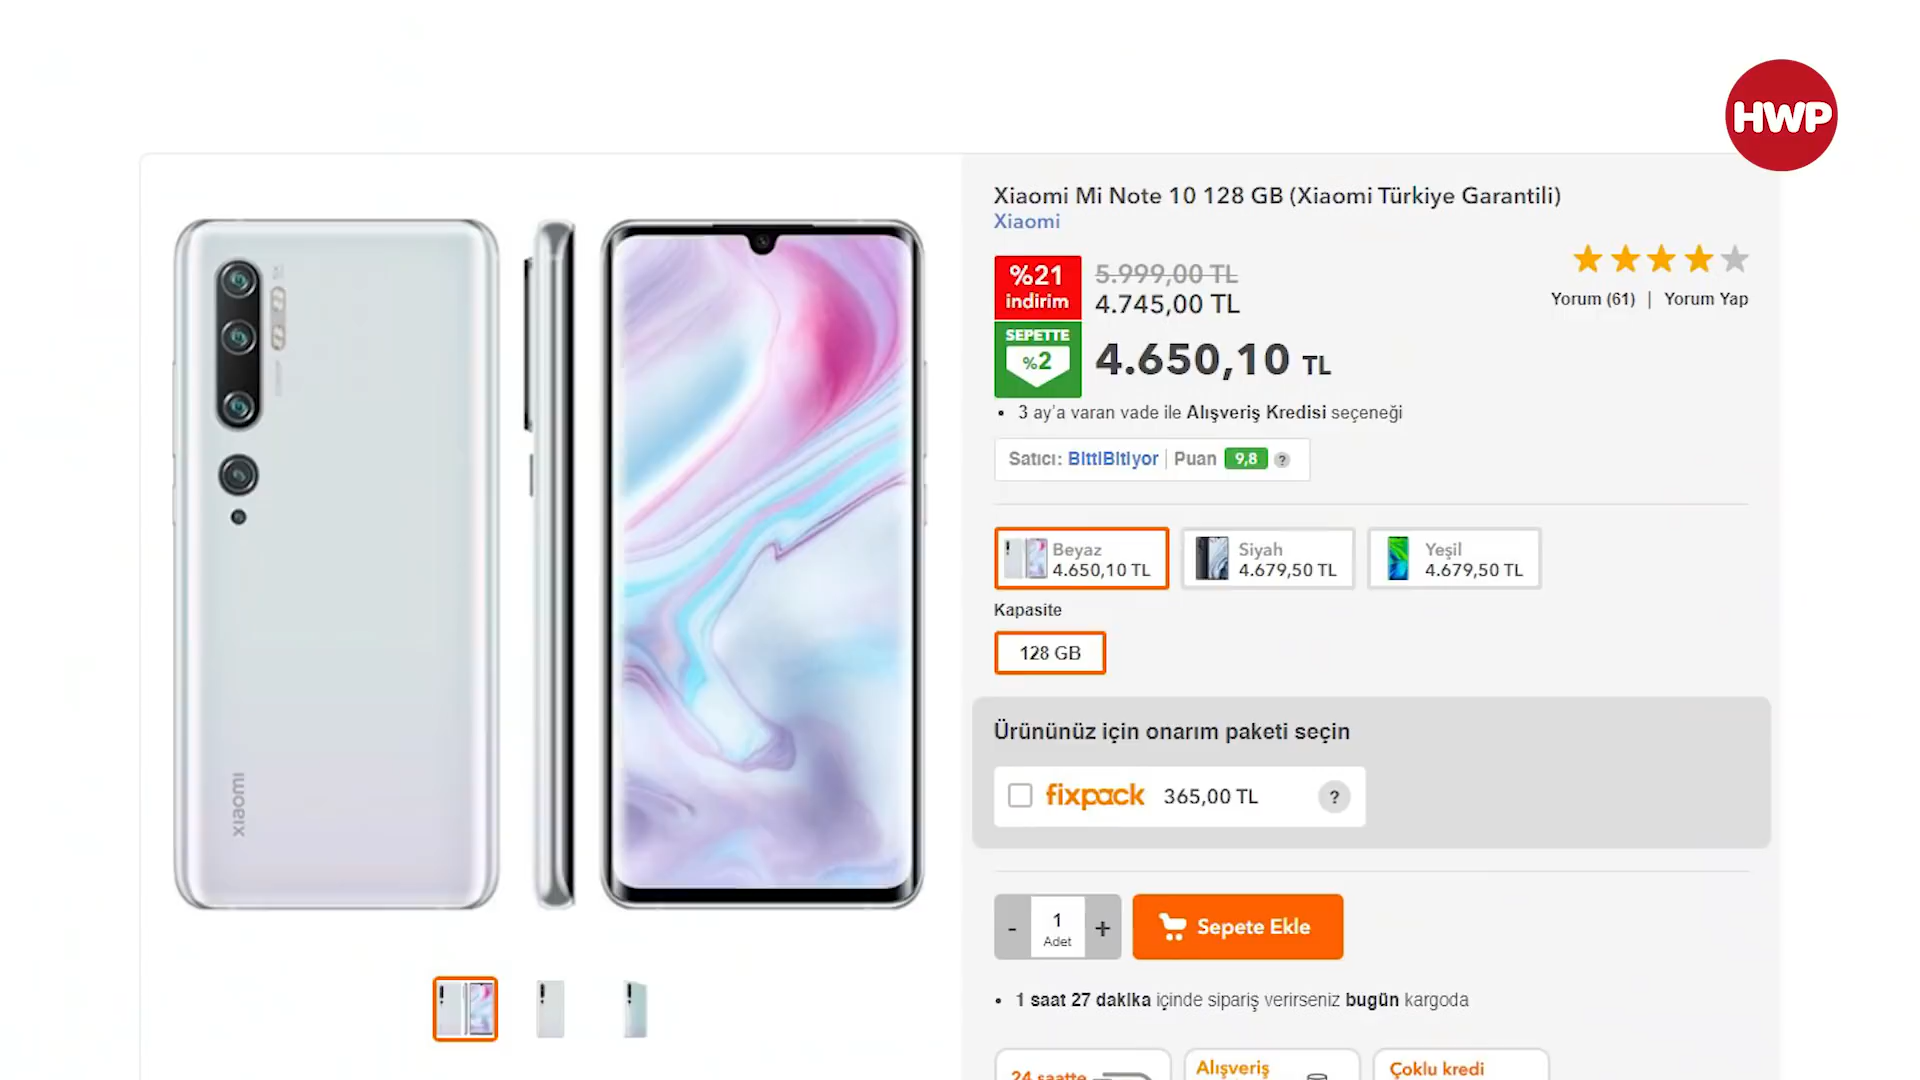 HWP
Xiaomi Mi Note 10 128 GB (Xiaomi Türkiye Garantili)
Xiaomi
%21
indirim
5.999,00 TL
4.745,00 TL
SEPETTE
%2
4.650,10 TL
Yorum (61) | Yorum Yap
• 3 ay'a varan vade ile Alışveriş Kredisi seçeneği
Satıcı: BittiBitiyor | Puan 9,8 ?
Beyaz
4.650,10 TL
Siyah
4.679,50 TL
Yeşil
4.679,50 TL
Kapasite
128 GB
Ürününüz için onarım paketi seçin
fixpack 365,00 TL ?
- 1 +
Adet
Sepete Ekle
• 1 saat 27 dakika içinde sipariş verirseniz bugün kargoda
24 saatte
Alışveriş
Çoklu kredi
xiaomi